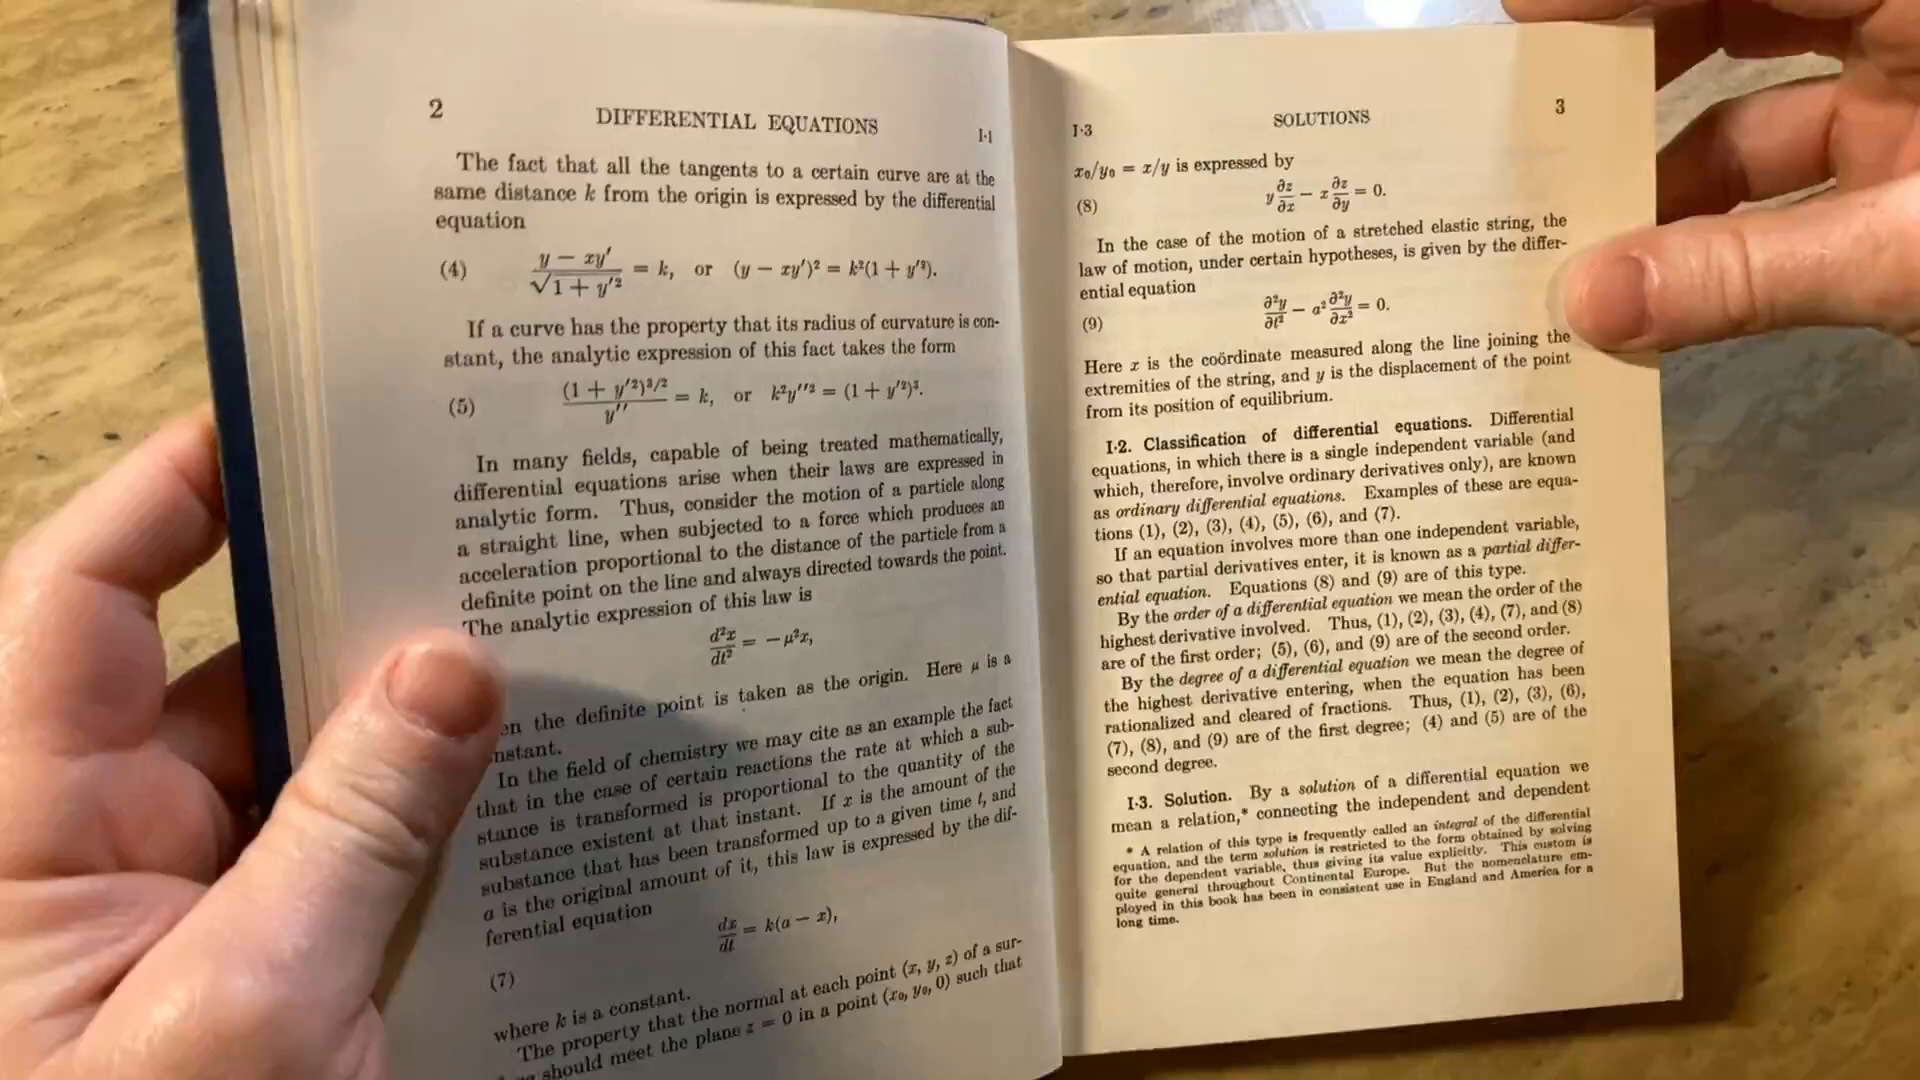 2
DIFFERENTIAL EQUATIONS
I·1
The fact that all the tangents to a certain curve are at the
same distance k from the origin is expressed by the differential
equation
(4) (y − xy′)/√(1 + y′²) = k, or (y − xy′)² = k²(1 + y′²).
If a curve has the property that its radius of curvature is con-
stant, the analytic expression of this fact takes the form
(5) (1 + y′²)^{3/2}/y′′ = k, or k²y′′² = (1 + y′²)³.
In many fields, capable of being treated mathematically,
differential equations arise when their laws are expressed in
analytic form. Thus, consider the motion of a particle along
a straight line, when subjected to a force which produces an
acceleration proportional to the distance of the particle from a
definite point on the line and always directed towards the point.
The analytic expression of this law is
d²x/dt² = −μ²x,
en the definite point is taken as the origin. Here μ is a
nstant.
In the field of chemistry we may cite as an example the fact
that in the case of certain reactions the rate at which a sub-
stance is transformed is proportional to the quantity of the
substance existent at that instant. If x is the amount of the
substance that has been transformed up to a given time t, and
a is the original amount of it, this law is expressed by the dif-
ferential equation
(7) dx/dt = k(a − x),
where k is a constant.
The property that the normal at each point (x, y, z) of a sur-
should meet the plane z = 0 in a point (x₀, y₀, 0) such that
I·3
SOLUTIONS
3
x₀/y₀ = x/y is expressed by
(8) y ∂z/∂x − x ∂z/∂y = 0.
In the case of the motion of a stretched elastic string, the
law of motion, under certain hypotheses, is given by the differ-
ential equation
(9) ∂²y/∂t² − a² ∂²y/∂x² = 0.
Here x is the coördinate measured along the line joining the
extremities of the string, and y is the displacement of the point
from its position of equilibrium.
I·2. Classification of differential equations. Differential
equations, in which there is a single independent variable (and
which, therefore, involve ordinary derivatives only), are known
as ordinary differential equations. Examples of these are equa-
tions (1), (2), (3), (4), (5), (6), and (7).
If an equation involves more than one independent variable,
so that partial derivatives enter, it is known as a partial differ-
ential equation. Equations (8) and (9) are of this type.
By the order of a differential equation we mean the order of the
highest derivative involved. Thus, (1), (2), (3), (4), (7), and (8)
are of the first order; (5), (6), and (9) are of the second order.
By the degree of a differential equation we mean the degree of
the highest derivative entering, when the equation has been
rationalized and cleared of fractions. Thus, (1), (2), (3), (6),
(7), (8), and (9) are of the first degree; (4) and (5) are of the
second degree.
I·3. Solution. By a solution of a differential equation we
mean a relation,* connecting the independent and dependent
* A relation of this type is frequently called an integral of the differential
equation, and the term solution is restricted to the form obtained by solving
for the dependent variable, thus giving its value explicitly. This custom is
quite general throughout Continental Europe. But the nomenclature em-
ployed in this book has been in consistent use in England and America for a
long time.